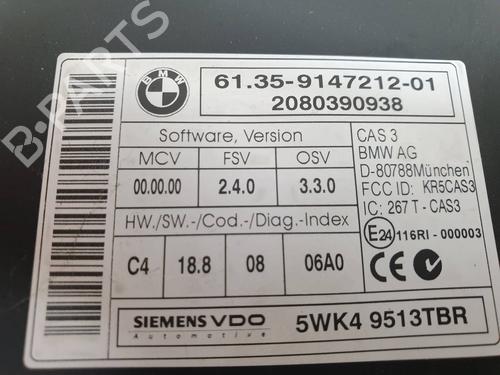 B-PARTS
BMW
61.35-9147212-01
2080390938
Software, Version
MCV FSV OSV
00.00.00 2.4.0 3.3.0
HW./SW.-/Cod.-/Diag.-Index
C4 18.8 08 06A0
CAS 3
BMW AG
D-80788München
FCC ID: KR5CAS3
IC: 267 T - CAS3
E24 116RI - 000003
CE
SIEMENS VDO
Automotive
5WK4 9513TBR